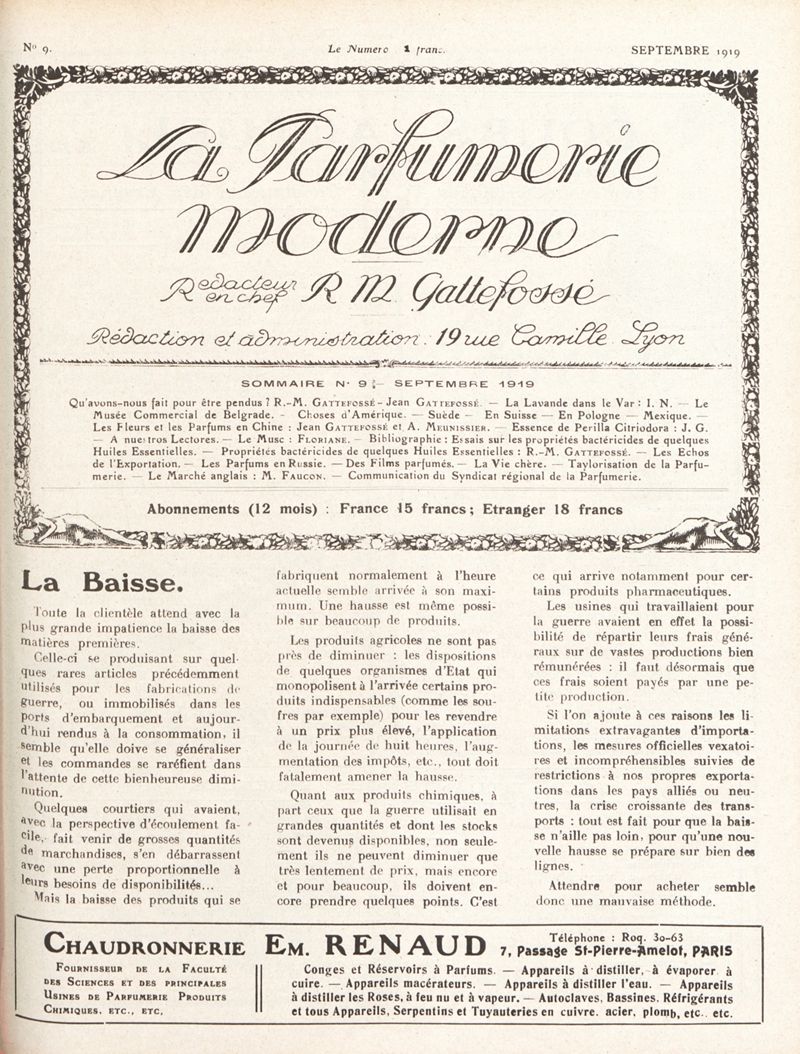 No 9.
Le Numero 1 franc.
SEPTEMBRE 1919
La Parfumerie
moderne
Redacteur en chef R M Gattefossé
Rédaction et administration. 19 rue Camille Lyon
SOMMAIRE No 9 — SEPTEMBRE 1919
Qu'avons-nous fait pour être pendus ? R.-M. GATTEFOSSÉ - Jean GATTEFOSSÉ. — La Lavande dans le Var : I. N. — Le
Musée Commercial de Belgrade. - Choses d'Amérique. — Suède — En Suisse — En Pologne — Mexique. —
Les Fleurs et les Parfums en Chine : Jean GATTEFOSSÉ et A. MEUNISSIER. — Essence de Perilla Citriodora : J. G.
— A nuestros Lectores. — Le Musc : FLORIANE. — Bibliographie : Essais sur les propriétés bactéricides de quelques
Huiles Essentielles. — Propriétés bactéricides de quelques Huiles Essentielles : R.-M. GATTEFOSSÉ. — Les Echos
de l'Exportation. — Les Parfums en Russie. — Des Films parfumés. — La Vie chère. — Taylorisation de la Parfu-
merie. — Le Marché anglais : M. FAUCON. — Communication du Syndicat régional de la Parfumerie.
Abonnements (12 mois) : France 15 francs ; Etranger 18 francs
La Baisse.
Toute la clientèle attend avec la
plus grande impatience la baisse des
matières premières.
Celle-ci se produisant sur quel-
ques rares articles précédemment
utilisés pour les fabrications de
guerre, ou immobilisés dans les
ports d'embarquement et aujour-
d'hui rendus à la consommation, il
semble qu'elle doive se généraliser
et les commandes se raréfient dans
l'attente de cette bienheureuse dimi-
nution.
Quelques courtiers qui avaient,
avec la perspective d'écoulement fa-
cile, fait venir de grosses quantités
de marchandises, s'en débarrassent
avec une perte proportionnelle à
leurs besoins de disponibilités...
Mais la baisse des produits qui se
fabriquent normalement à l'heure
actuelle semble arrivée à son maxi-
mum. Une hausse est même possi-
ble sur beaucoup de produits.
Les produits agricoles ne sont pas
près de diminuer : les dispositions
de quelques organismes d'Etat qui
monopolisent à l'arrivée certains pro-
duits indispensables (comme les sou-
fres par exemple) pour les revendre
à un prix plus élevé, l'application
de la journée de huit heures, l'aug-
mentation des impôts, etc., tout doit
fatalement amener la hausse.
Quant aux produits chimiques, à
part ceux que la guerre utilisait en
grandes quantités et dont les stocks
sont devenus disponibles, non seule-
ment ils ne peuvent diminuer que
très lentement de prix, mais encore
et pour beaucoup, ils doivent en-
core prendre quelques points. C'est
ce qui arrive notamment pour cer-
tains produits pharmaceutiques.
Les usines qui travaillaient pour
la guerre avaient en effet la possi-
bilité de répartir leurs frais géné-
raux sur de vastes productions bien
rémunérées : il faut désormais que
ces frais soient payés par une pe-
tite production.
Si l'on ajoute à ces raisons les li-
mitations extravagantes d'importa-
tions, les mesures officielles vexatoi-
res et incompréhensibles suivies de
restrictions à nos propres exporta-
tions dans les pays alliés ou neu-
tres, la crise croissante des trans-
ports : tout est fait pour que la bais-
se n'aille pas loin, pour qu'une nou-
velle hausse se prépare sur bien des
lignes.
Attendre pour acheter semble
donc une mauvaise méthode.
CHAUDRONNERIE EM. RENAUD
Téléphone : Roq. 30-63
7, Passage St-Pierre-Amelot, PARIS
FOURNISSEUR DE LA FACULTÉ
DES SCIENCES ET DES PRINCIPALES
USINES DE PARFUMERIE PRODUITS
CHIMIQUES, ETC., ETC,
Conges et Réservoirs à Parfums. — Appareils à distiller, à évaporer à
cuire. — Appareils macérateurs. — Appareils à distiller l'eau. — Appareils
à distiller les Roses, à feu nu et à vapeur. — Autoclaves, Bassines, Réfrigérants
et tous Appareils, Serpentins et Tuyauteries en cuivre, acier, plomb, etc.. etc.